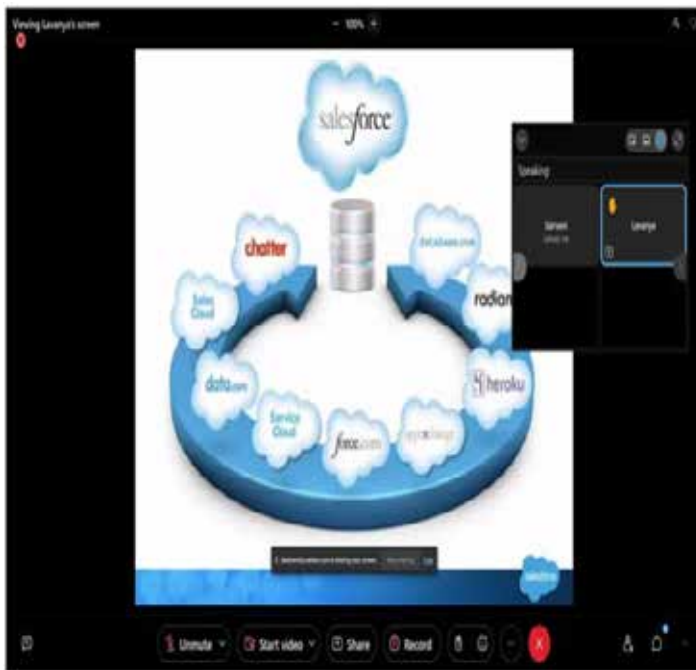 Viewing Lavanya's screen
100%
salesforce
Speaking:
Lavanya
chatter
database.com
Sales
Cloud
radian
data.com
heroku
Service
Cloud
force.com
Unmute
Start video
Share
Record